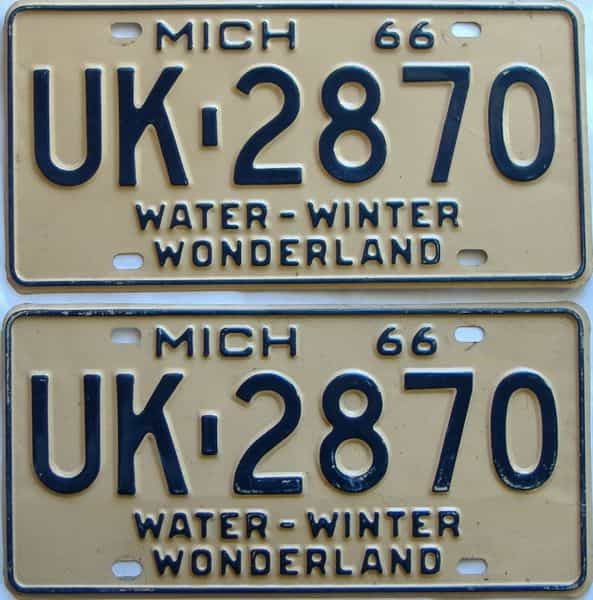 MICH 66
UK-2870
WATER-WINTER
WONDERLAND
MICH 66
UK-2870
WATER-WINTER
WONDERLAND